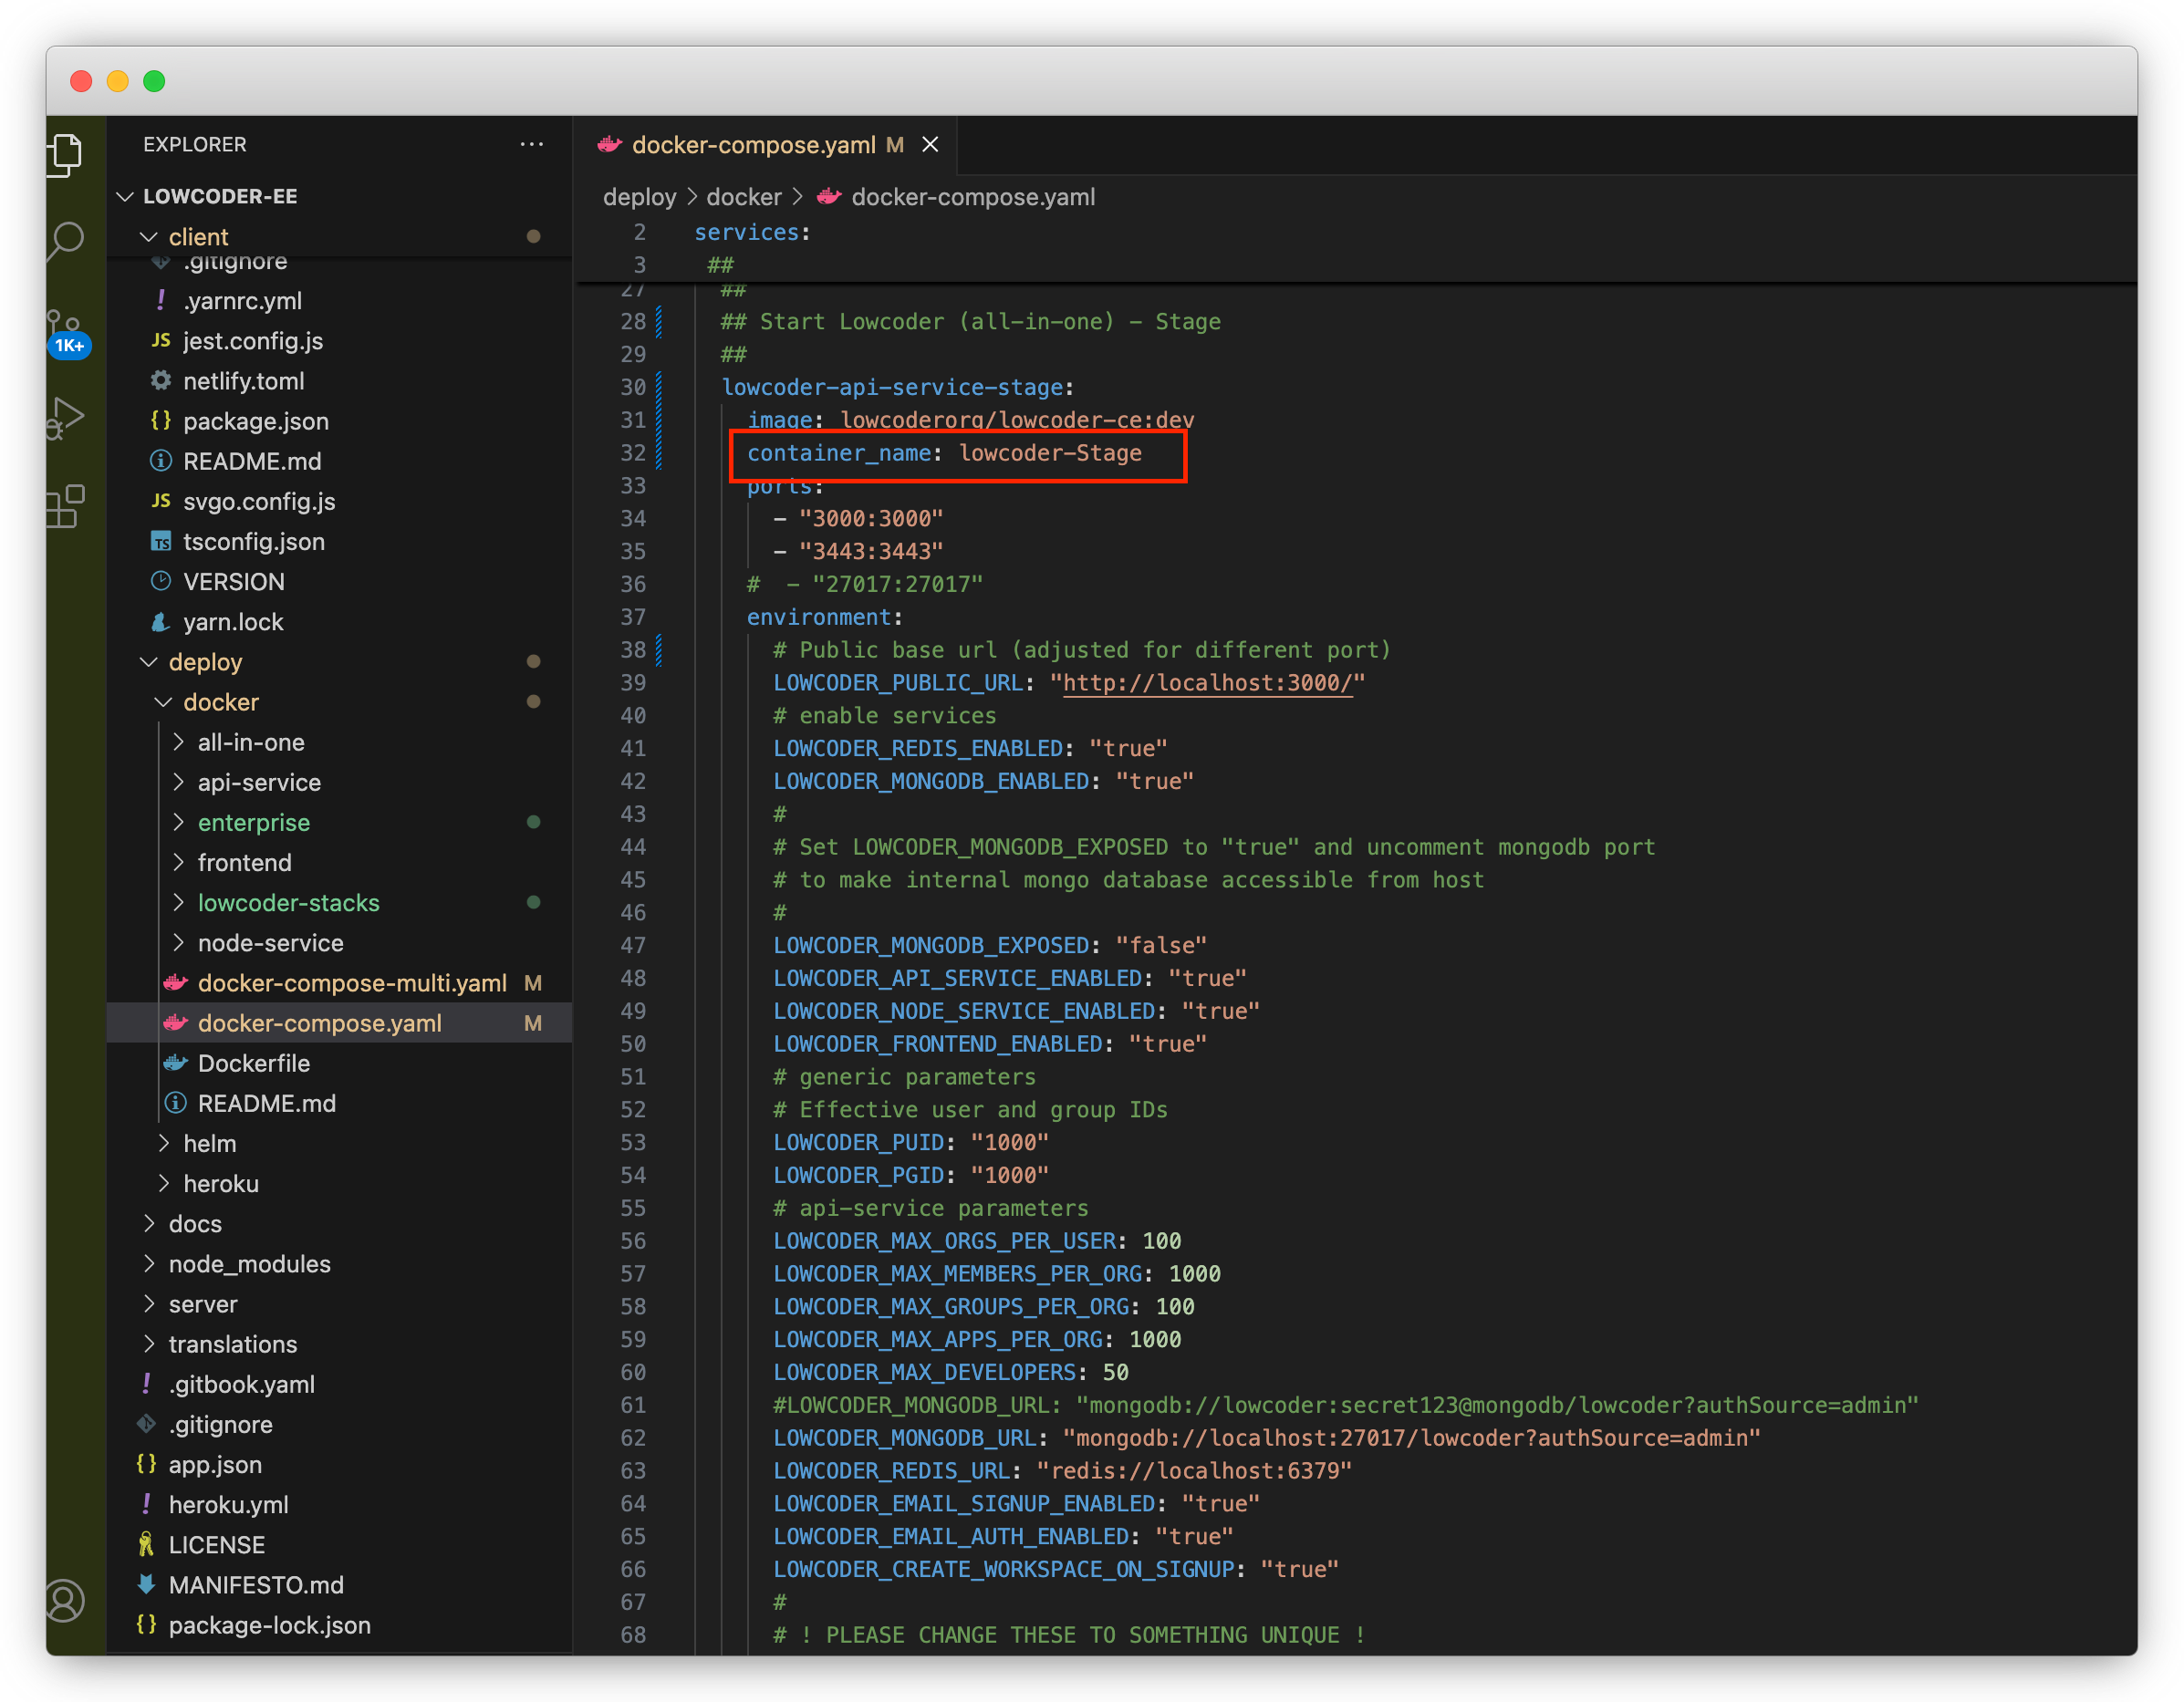 EXPLORER
LOWCODER-EE
client
.gitignore
.yarnrc.yml
JS jest.config.js
netlify.toml
{} package.json
README.md
JS svgo.config.js
TS tsconfig.json
VERSION
yarn.lock
deploy
docker
all-in-one
api-service
enterprise
frontend
lowcoder-stacks
node-service
docker-compose-multi.yaml M
docker-compose.yaml M
Dockerfile
README.md
helm
heroku
docs
node_modules
server
translations
.gitbook.yaml
.gitignore
{} app.json
heroku.yml
LICENSE
MANIFESTO.md
{} package-lock.json
1K+
docker-compose.yaml M
deploy > docker > docker-compose.yaml
2 services:
3 ##
27 ##
28 ## Start Lowcoder (all-in-one) - Stage
29 ##
30 lowcoder-api-service-stage:
31 image: lowcoderorg/lowcoder-ce:dev
32 container_name: lowcoder-Stage
33 ports:
34 - "3000:3000"
35 - "3443:3443"
36 # - "27017:27017"
37 environment:
38 # Public base url (adjusted for different port)
39 LOWCODER_PUBLIC_URL: "http://localhost:3000/"
40 # enable services
41 LOWCODER_REDIS_ENABLED: "true"
42 LOWCODER_MONGODB_ENABLED: "true"
43 #
44 # Set LOWCODER_MONGODB_EXPOSED to "true" and uncomment mongodb port
45 # to make internal mongo database accessible from host
46 #
47 LOWCODER_MONGODB_EXPOSED: "false"
48 LOWCODER_API_SERVICE_ENABLED: "true"
49 LOWCODER_NODE_SERVICE_ENABLED: "true"
50 LOWCODER_FRONTEND_ENABLED: "true"
51 # generic parameters
52 # Effective user and group IDs
53 LOWCODER_PUID: "1000"
54 LOWCODER_PGID: "1000"
55 # api-service parameters
56 LOWCODER_MAX_ORGS_PER_USER: 100
57 LOWCODER_MAX_MEMBERS_PER_ORG: 1000
58 LOWCODER_MAX_GROUPS_PER_ORG: 100
59 LOWCODER_MAX_APPS_PER_ORG: 1000
60 LOWCODER_MAX_DEVELOPERS: 50
61 #LOWCODER_MONGODB_URL: "mongodb://lowcoder:secret123@mongodb/lowcoder?authSource=admin"
62 LOWCODER_MONGODB_URL: "mongodb://localhost:27017/lowcoder?authSource=admin"
63 LOWCODER_REDIS_URL: "redis://localhost:6379"
64 LOWCODER_EMAIL_SIGNUP_ENABLED: "true"
65 LOWCODER_EMAIL_AUTH_ENABLED: "true"
66 LOWCODER_CREATE_WORKSPACE_ON_SIGNUP: "true"
67 #
68 # ! PLEASE CHANGE THESE TO SOMETHING UNIQUE !